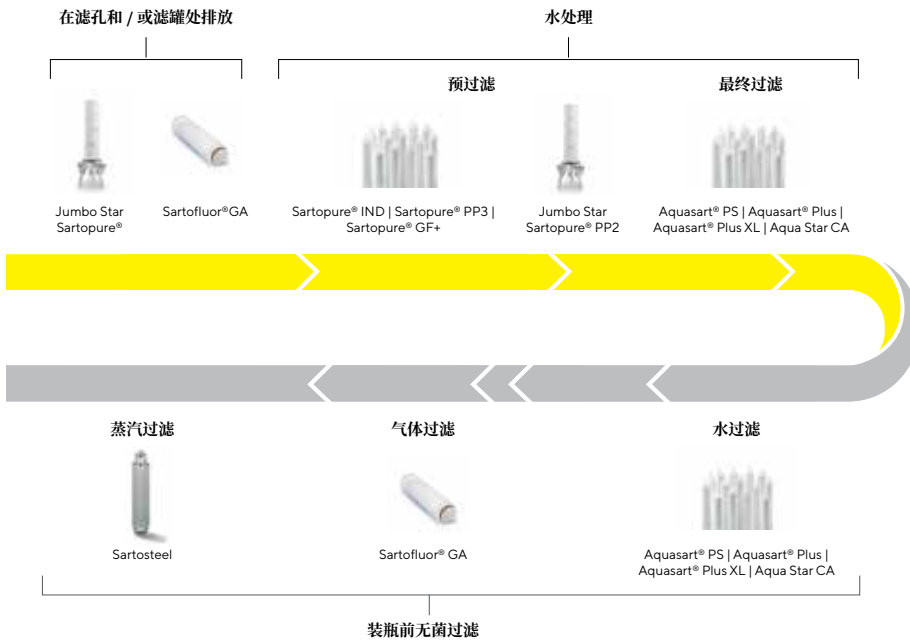 在滤孔和 / 或滤罐处排放
水处理
预过滤
最终过滤
Jumbo Star
Sartopure®
Sartofluor®GA
Sartopure® IND | Sartopure® PP3 |
Sartopure® GF+
Jumbo Star
Sartopure® PP2
Aquasart® PS | Aquasart® Plus |
Aquasart® Plus XL | Aqua Star CA
蒸汽过滤
气体过滤
水过滤
Sartosteel
Sartofluor® GA
Aquasart® PS | Aquasart® Plus |
Aquasart® Plus XL | Aqua Star CA
装瓶前无菌过滤